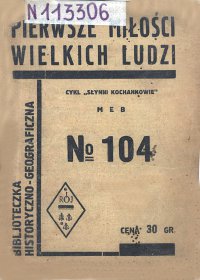 N 113306
PIERWSZE MIŁOŚCI
WIELKICH LUDZI
CYKL „SŁYNNI KOCHANKOWIE"
MEB
№ 104
BIBLJOTECZKA
HISTORYCZNO-GEOGRAFICZNA
RÓJ
CENA 30 GR.